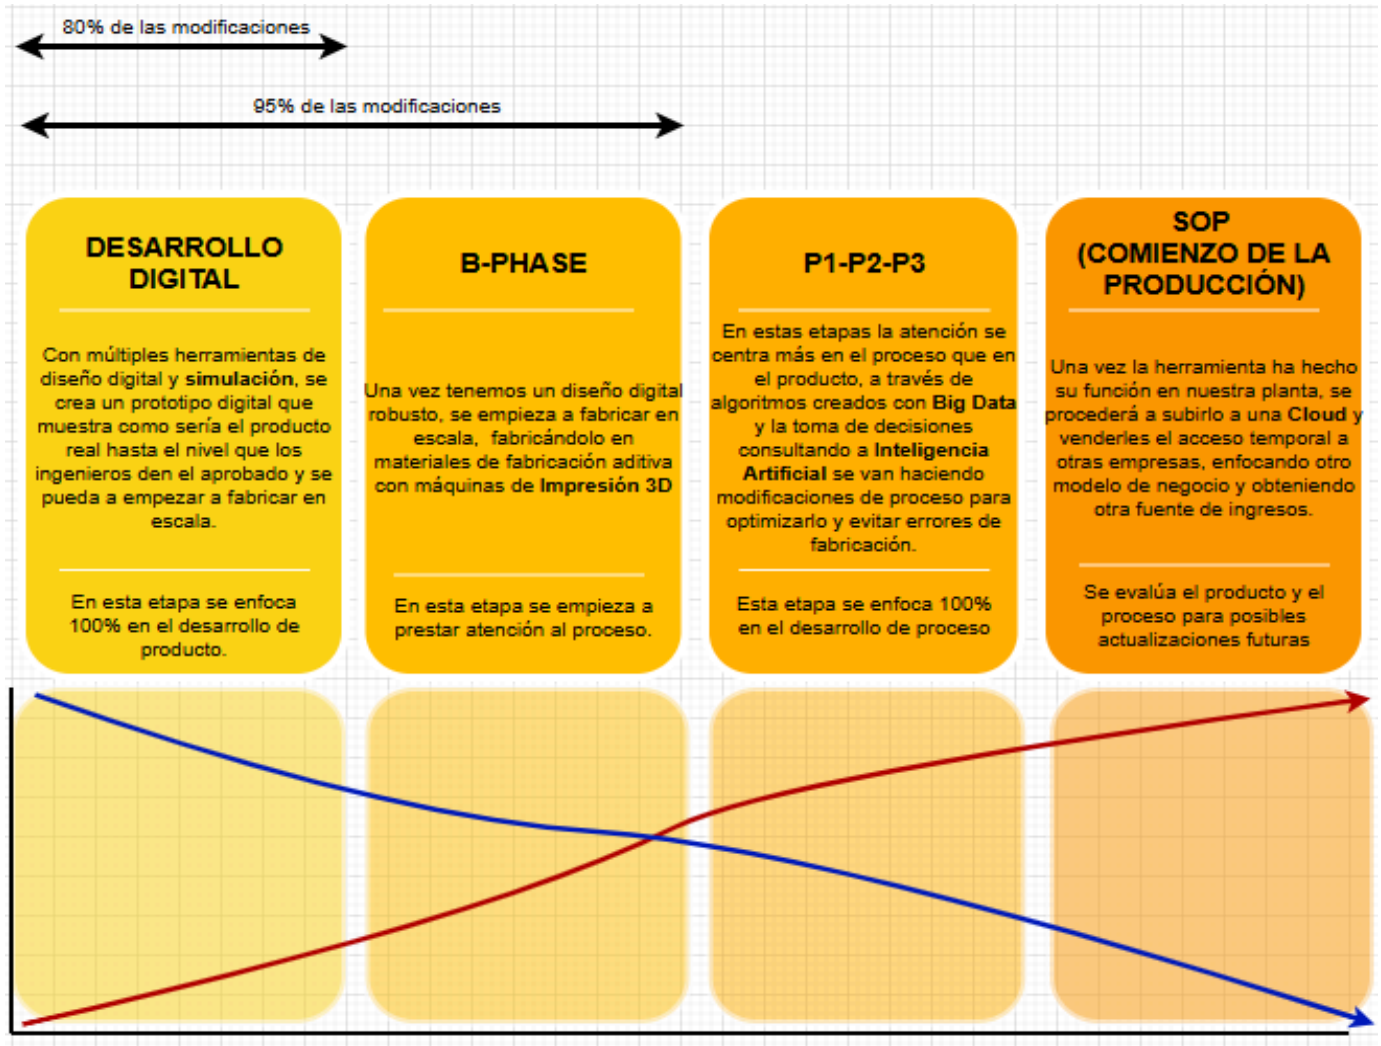 80% de las modificaciones
95% de las modificaciones
DESARROLLO
DIGITAL
Con múltiples herramientas de
diseño digital y simulación, se
crea un prototipo digital que
muestra como sería el producto
real hasta el nivel que los
ingenieros den el aprobado y se
pueda a empezar a fabricar en
escala.
En esta etapa se enfoca
100% en el desarrollo de
producto.
B-PHASE
Una vez tenemos un diseño digital
robusto, se empieza a fabricar en
escala, fabricándolo en
materiales de fabricación aditiva
con máquinas de Impresión 3D
En esta etapa se empieza a
prestar atención al proceso.
P1-P2-P3
En estas etapas la atención se
centra más en el proceso que en
el producto, a través de
algoritmos creados con Big Data
y la toma de decisiones
consultando a Inteligencia
Artificial se van haciendo
modificaciones de proceso para
optimizarlo y evitar errores de
fabricación.
Esta etapa se enfoca 100%
en el desarrollo de proceso
SOP
(COMIENZO DE LA
PRODUCCIÓN)
Una vez la herramienta ha hecho
su función en nuestra planta, se
procederá a subirlo a una Cloud y
venderles el acceso temporal a
otras empresas, enfocando otro
modelo de negocio y obteniendo
otra fuente de ingresos.
Se evalúa el producto y el
proceso para posibles
actualizaciones futuras